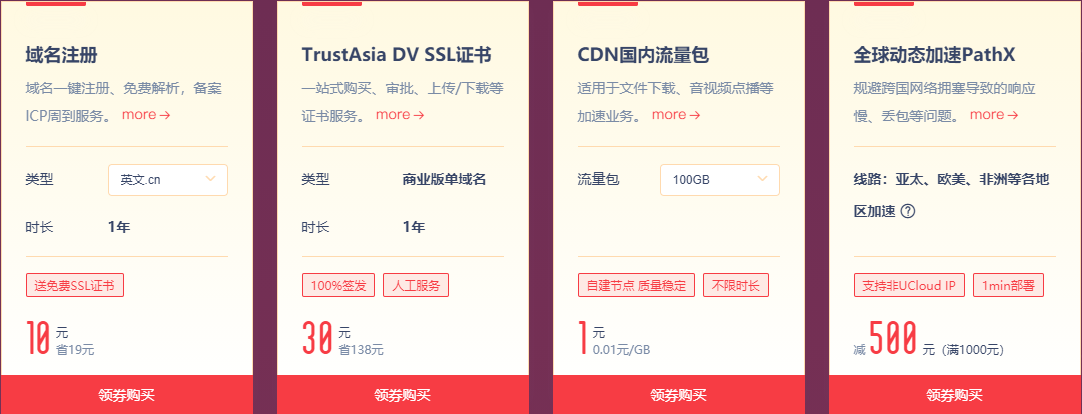 域名注册
域名一键注册、免费解析，备案
ICP周到服务。 more→
类型 英文.cn
时长 1年
送免费SSL证书
10 元
省19元
领券购买
TrustAsia DV SSL证书
一站式购买、审批、上传/下载等
证书服务。 more→
类型 商业版单域名
时长 1年
100%签发 人工服务
30 元
省138元
领券购买
CDN国内流量包
适用于文件下载、音视频点播等
加速业务。 more→
流量包 100GB
自建节点 质量稳定 不限时长
1 元
0.01元/GB
领券购买
全球动态加速PathX
规避跨国网络拥塞导致的响应
慢、丢包等问题。 more→
线路：亚太、欧美、非洲等各地
区加速 ?
支持非UCloud IP 1min部署
减 500 元（满1000元）
领券购买